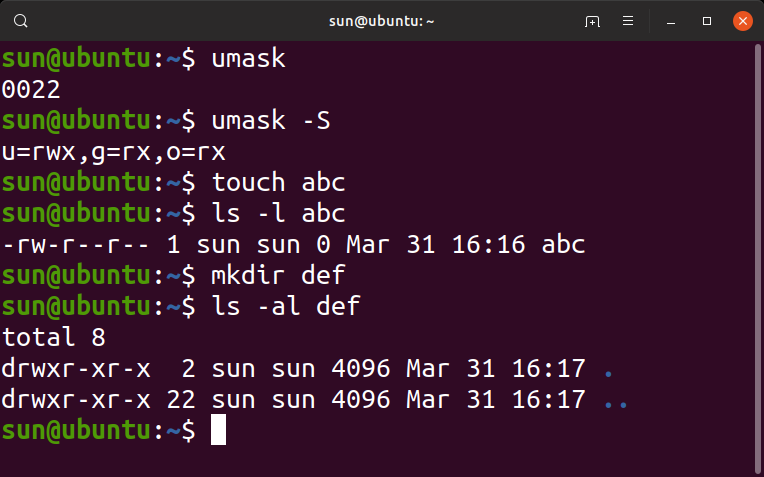 sun@ubuntu: ~
sun@ubuntu:~$ umask
0022
sun@ubuntu:~$ umask -S
u=rwx,g=rx,o=rx
sun@ubuntu:~$ touch abc
sun@ubuntu:~$ ls -l abc
-rw-r--r-- 1 sun sun 0 Mar 31 16:16 abc
sun@ubuntu:~$ mkdir def
sun@ubuntu:~$ ls -al def
total 8
drwxr-xr-x  2 sun sun 4096 Mar 31 16:17 .
drwxr-xr-x 22 sun sun 4096 Mar 31 16:17 ..
sun@ubuntu:~$